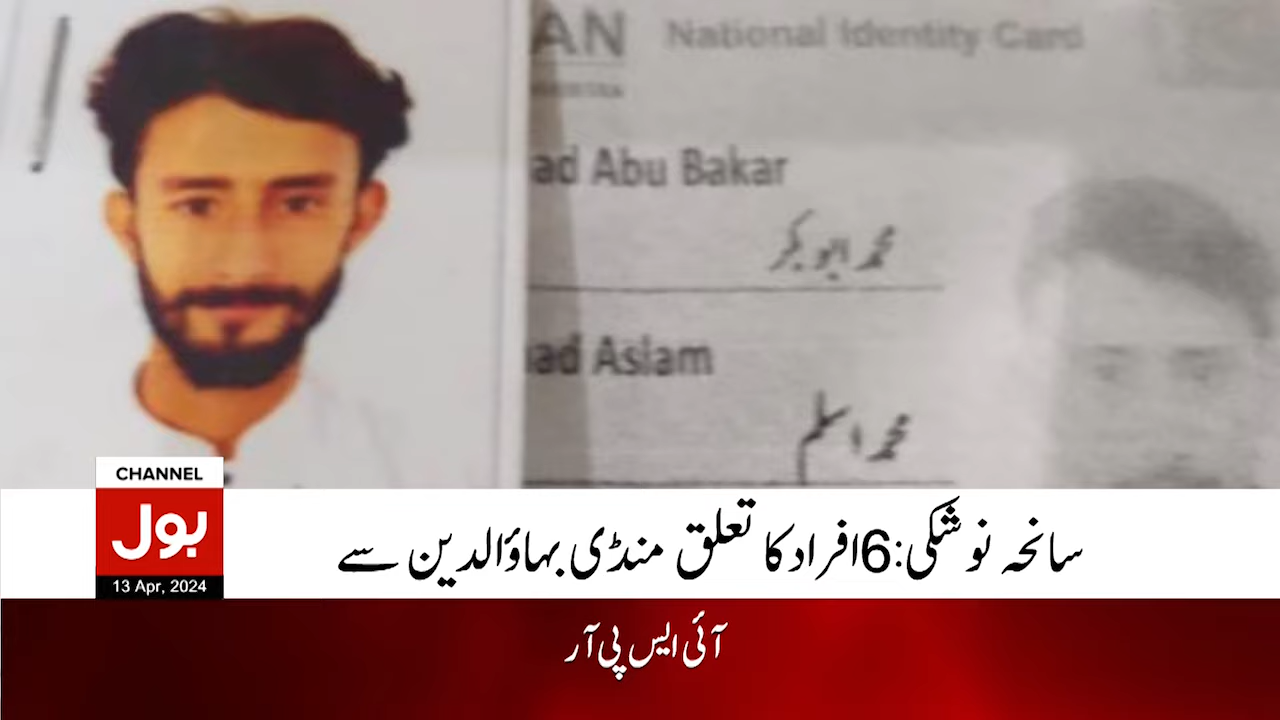 AN National Identity Card
ad Abu Bakar
محمد ابوبکر
ad Aslam
محمد اسلم
CHANNEL
بول
13 Apr, 2024
سانحہ نوشکی:6افراد کا تعلق منڈی بہاؤالدین سے
آئی ایس پی آر